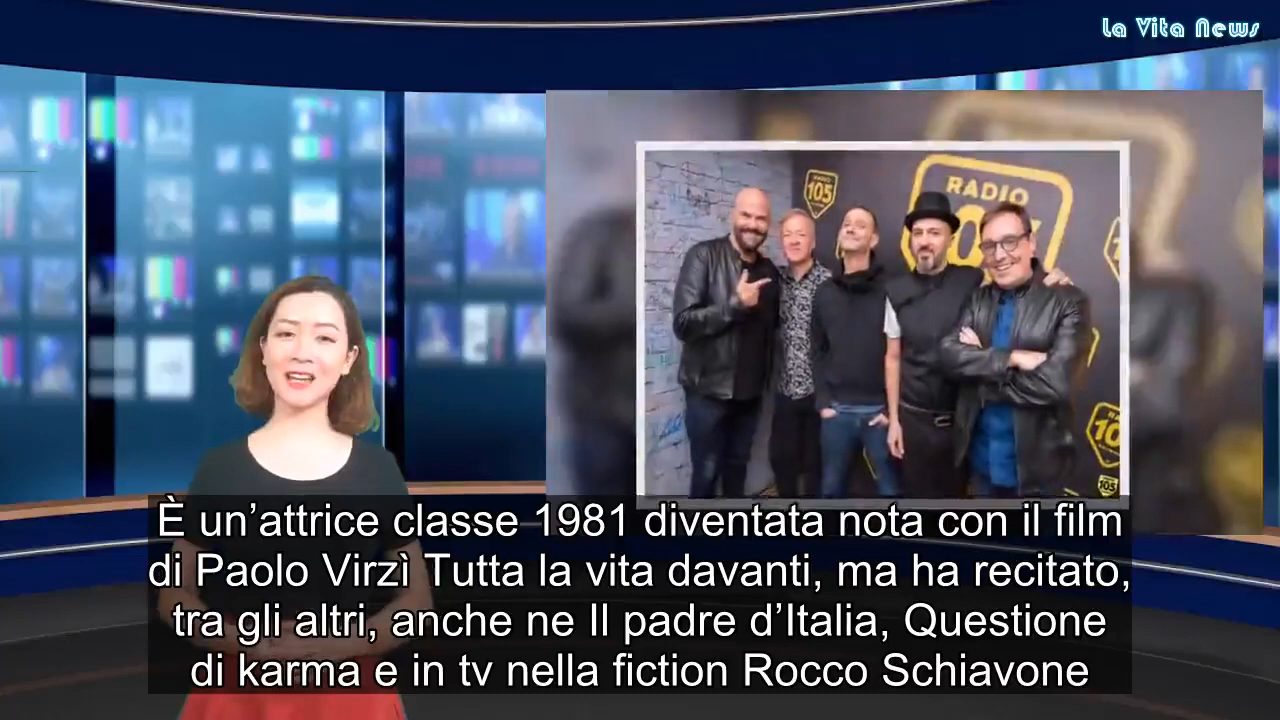 La Vita News
RADIO
105
RADIO
105
È un’attrice classe 1981 diventata nota con il film
di Paolo Virzì Tutta la vita davanti, ma ha recitato,
tra gli altri, anche ne Il padre d’Italia, Questione
di karma e in tv nella fiction Rocco Schiavone